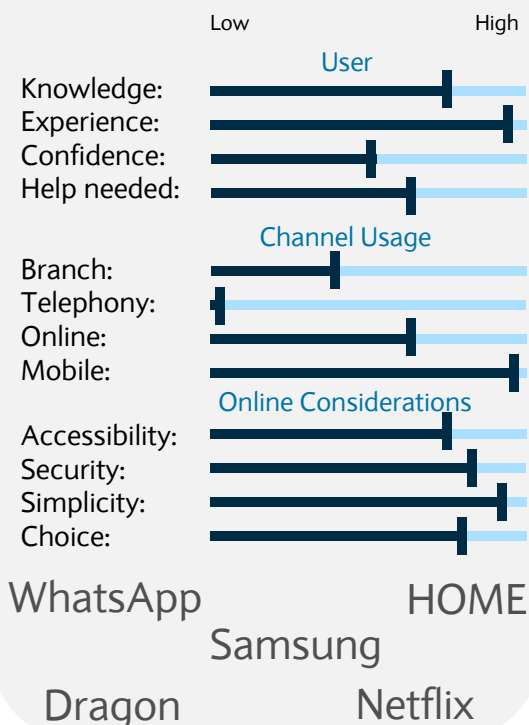 Low High
User
Knowledge:
Experience:
Confidence:
Help needed:
Channel Usage
Branch:
Telephony:
Online:
Mobile:
Online Considerations
Accessibility:
Security:
Simplicity:
Choice:
WhatsApp HOME
Samsung
Dragon Netflix